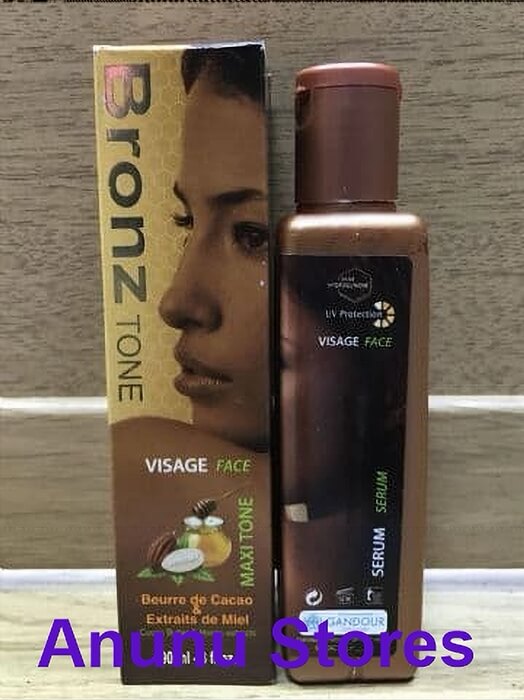 Bronz TONE
VISAGE FACE
MAXI TONE
Beurre de Cacao
&
Extraits de Miel
UV Protection
VISAGE FACE
SERUM SERUM
GANDOUR
Anunu Stores